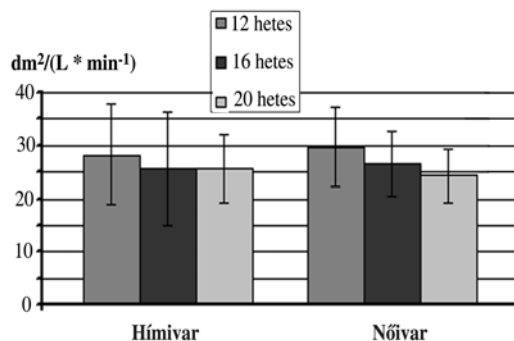 12 hetes
16 hetes
20 hetes
dm²/(L * min⁻¹)
40
30
20
10
0
Hímivar
Nőivar